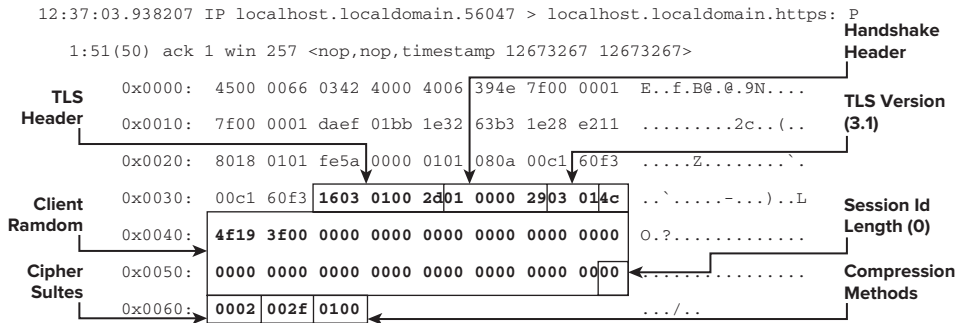 12:37:03.938207 IP localhost.localdomain.56047 > localhost.localdomain.https: P
1:51(50) ack 1 win 257 <nop,nop,timestamp 12673267 12673267>
Handshake
Header
0x0000: 4500 0066 0342 4000 4006 394e 7f00 0001 E..f.B@.@.9N....
TLS
Header
TLS Version
(3.1)
0x0010: 7f00 0001 daef 01bb 1e32 63b3 1e28 e211 .........2c..(..
0x0020: 8018 0101 fe5a 0000 0101 080a 00c1 60f3 .....Z........`.
0x0030: 00c1 60f3 1603 0100 2d01 0000 2903 014c ..`.....-...)..L
Client
Ramdom
Session Id
Length (0)
0x0040: 4f19 3f00 0000 0000 0000 0000 0000 0000 O.?.............
0x0050: 0000 0000 0000 0000 0000 0000 0000 0000 ................
Cipher
Sultes
Compression
Methods
0x0060: 0002 002f 0100 .../..